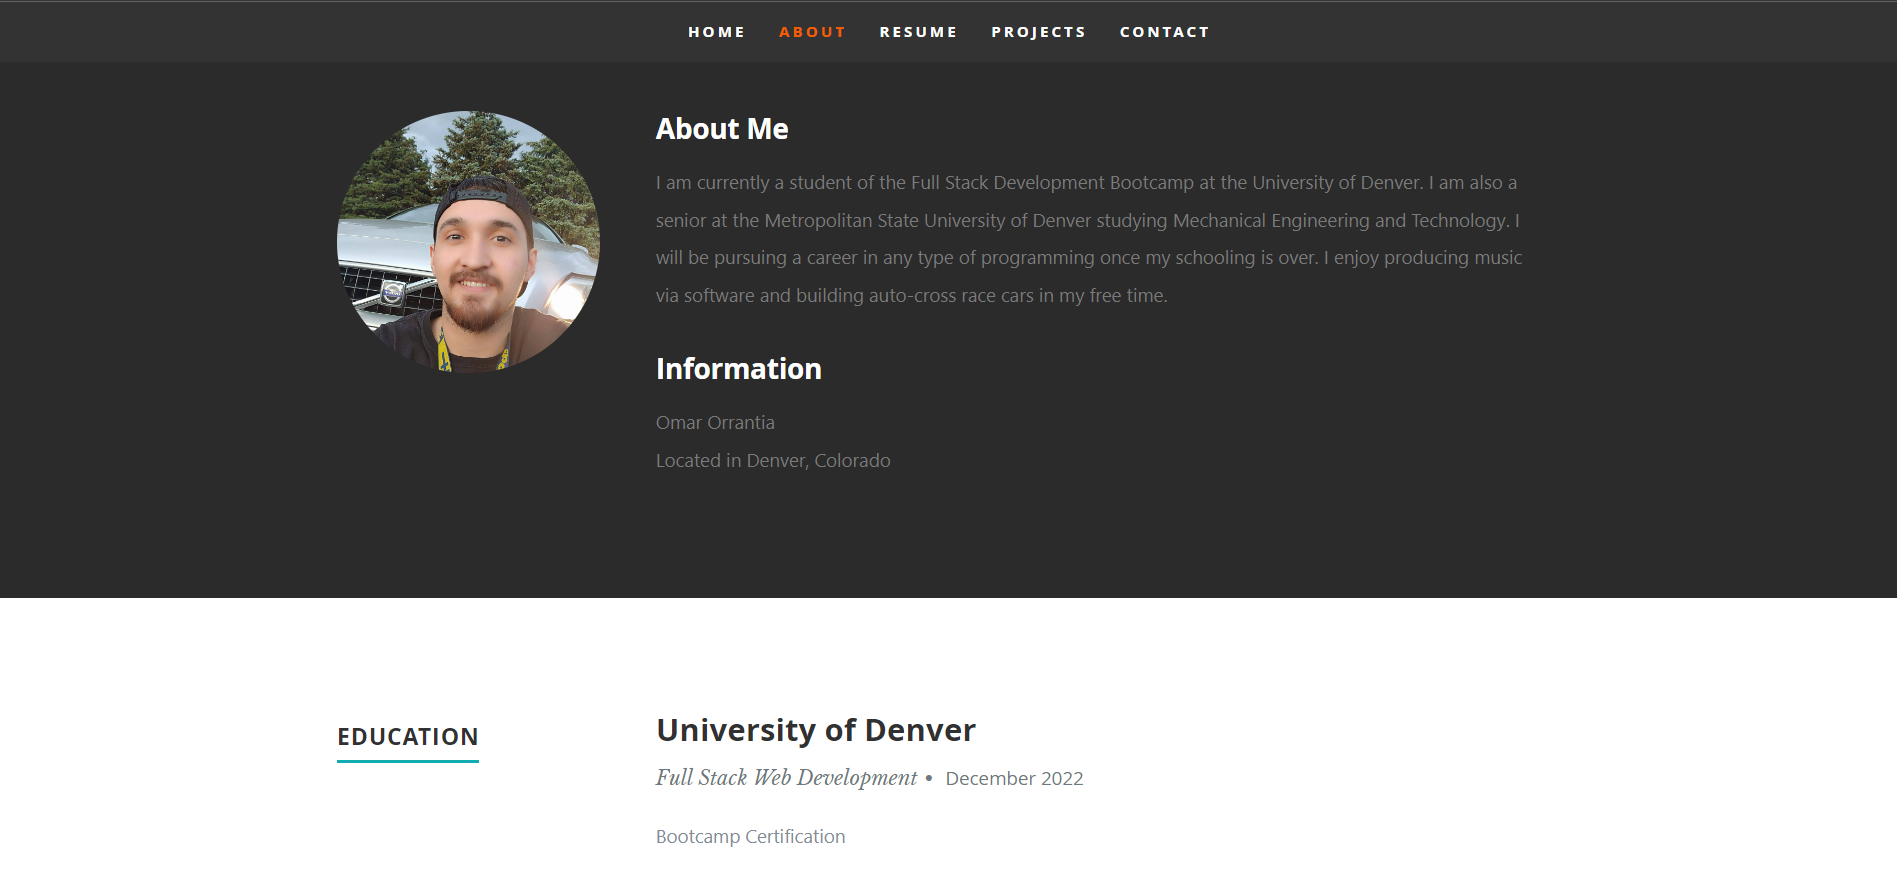 HOME ABOUT RESUME PROJECTS CONTACT
About Me
I am currently a student of the Full Stack Development Bootcamp at the University of Denver. I am also a
senior at the Metropolitan State University of Denver studying Mechanical Engineering and Technology. I
will be pursuing a career in any type of programming once my schooling is over. I enjoy producing music
via software and building auto-cross race cars in my free time.
Information
Omar Orrantia
Located in Denver, Colorado
EDUCATION
University of Denver
Full Stack Web Development • December 2022
Bootcamp Certification